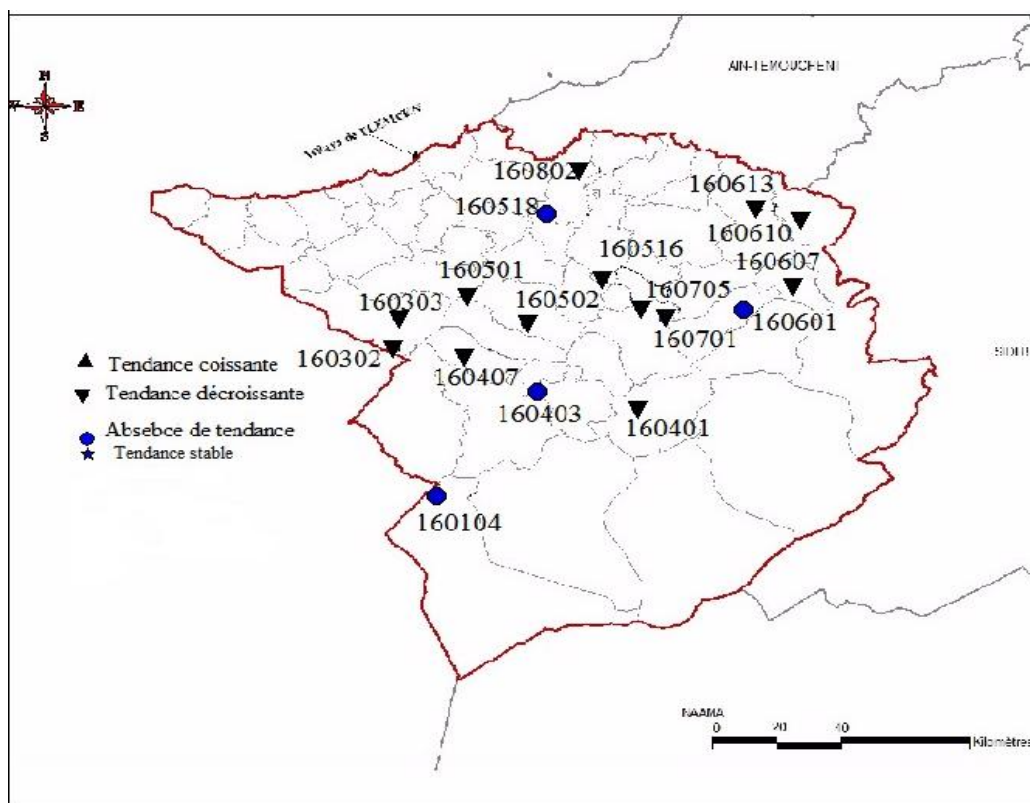 AIN-TEMOUCHENT
N
E
S
Wilaya de TLEMCEN
160802
160613
160518
160610
160516
160607
160501
160502
160705
160303
160601
160701
160302
160407
160403
160401
160104
Tendance coissante
Tendance décroissante
Absebce de tendance
Tendance stable
NAAMA
0 20 40
Kilomètres